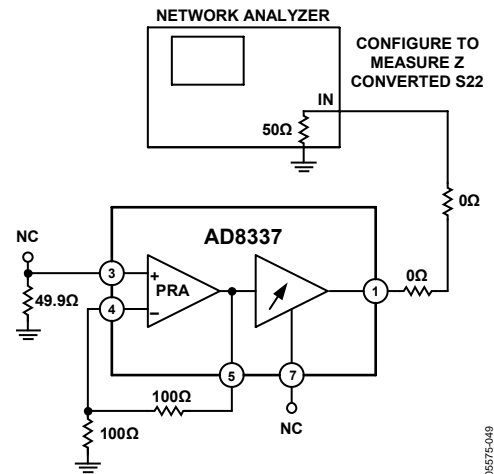 NETWORK ANALYZER
CONFIGURE TO
MEASURE Z
CONVERTED S22
IN
50Ω
0Ω
NC
AD8337
0Ω
3
+
PRA
1
49.9Ω
4
–
5
7
100Ω
100Ω
NC
05575-049